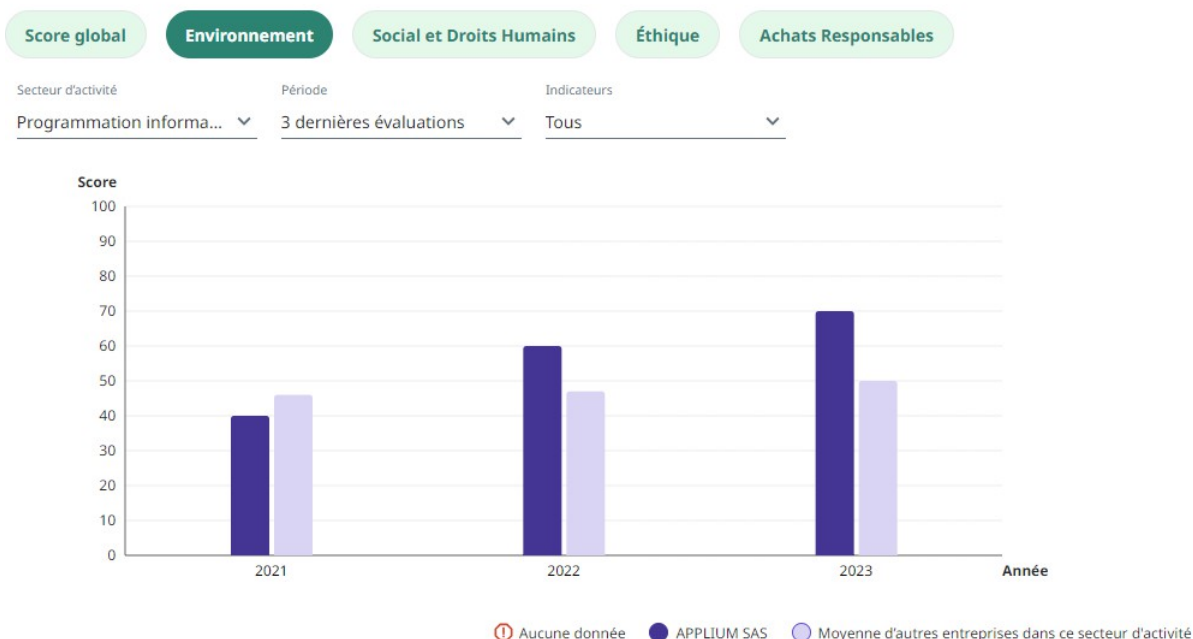 Score global Environnement Social et Droits Humains Éthique Achats Responsables
Secteur d'activité Période Indicateurs
Programmation informa... 3 dernières évaluations Tous
Score
100
90
80
70
60
50
40
30
20
10
0
2021 2022 2023 Année
Aucune donnée APPLIUM SAS Moyenne d'autres entreprises dans ce secteur d'activité